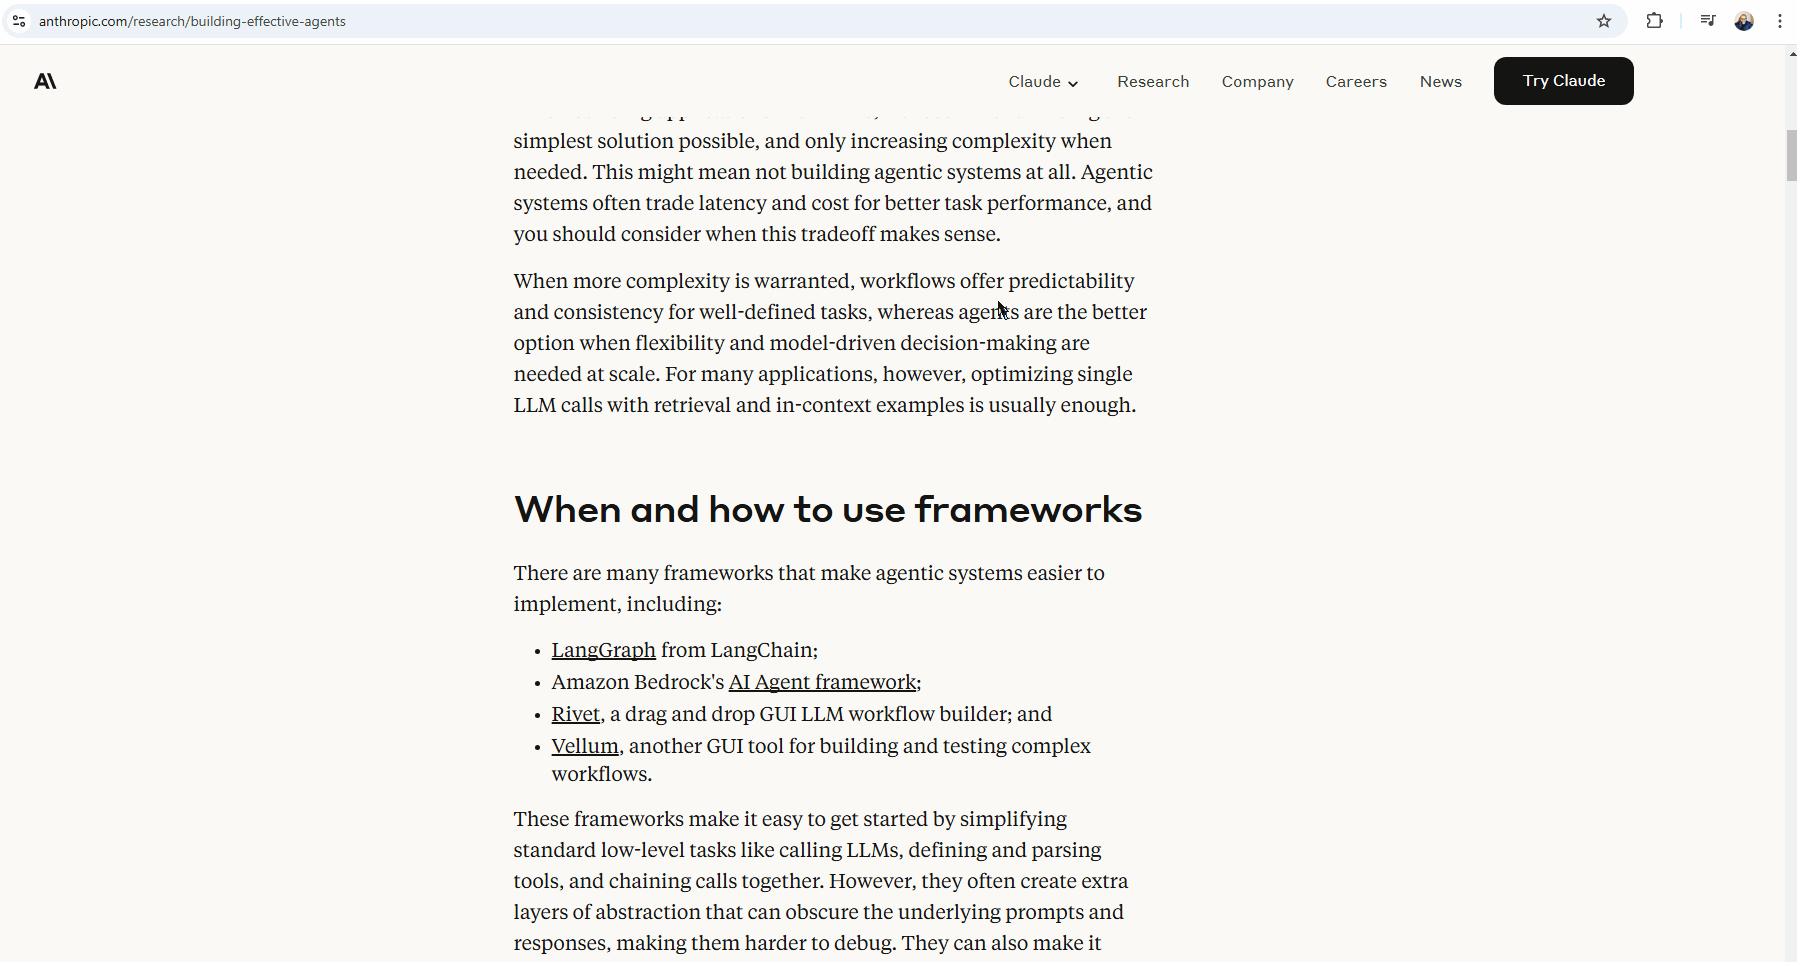 anthropic.com/research/building-effective-agents
Claude
Research
Company
Careers
News
Try Claude
simplest solution possible, and only increasing complexity when
needed. This might mean not building agentic systems at all. Agentic
systems often trade latency and cost for better task performance, and
you should consider when this tradeoff makes sense.
When more complexity is warranted, workflows offer predictability
and consistency for well-defined tasks, whereas agents are the better
option when flexibility and model-driven decision-making are
needed at scale. For many applications, however, optimizing single
LLM calls with retrieval and in-context examples is usually enough.
When and how to use frameworks
There are many frameworks that make agentic systems easier to
implement, including:
• LangGraph from LangChain;
• Amazon Bedrock's AI Agent framework;
• Rivet, a drag and drop GUI LLM workflow builder; and
• Vellum, another GUI tool for building and testing complex
workflows.
These frameworks make it easy to get started by simplifying
standard low-level tasks like calling LLMs, defining and parsing
tools, and chaining calls together. However, they often create extra
layers of abstraction that can obscure the underlying prompts and
responses, making them harder to debug. They can also make it